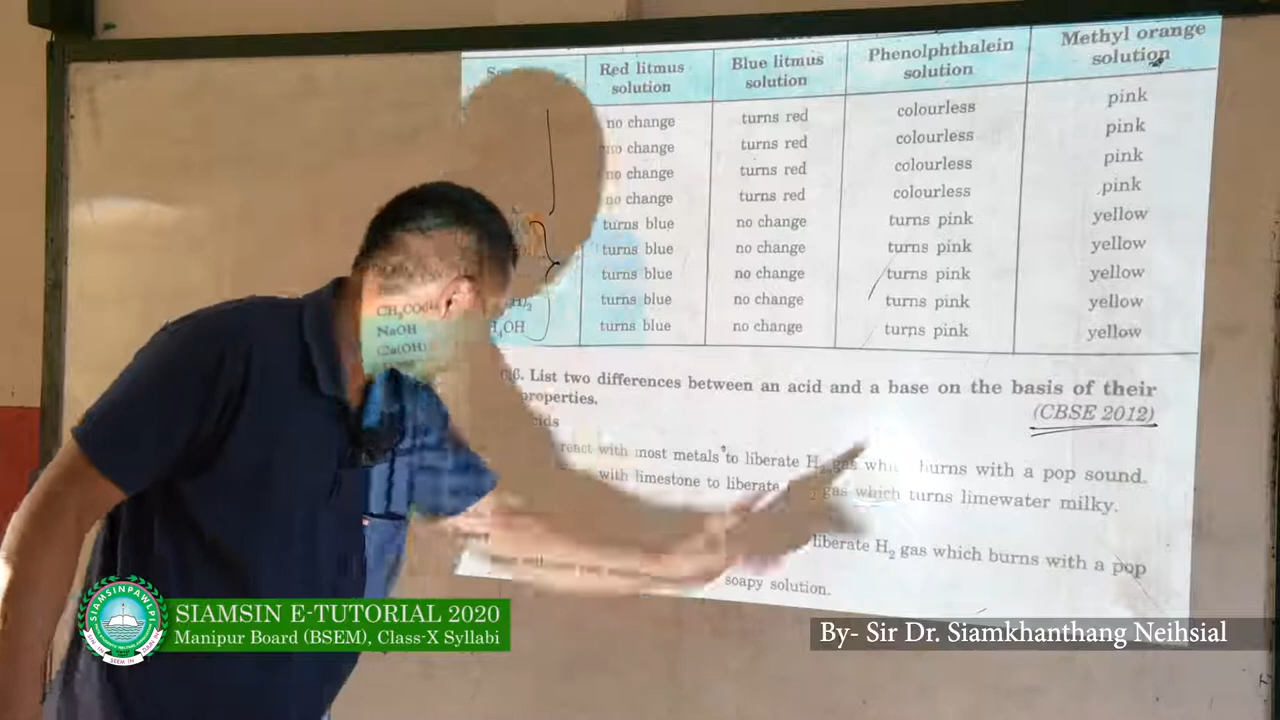 Red litmus solution | Blue litmus solution | Phenolphthalein solution | Methyl orange solution
no change | turns red | colourless | pink
no change | turns red | colourless | pink
no change | turns red | colourless | pink
no change | turns red | colourless | pink
turns blue | no change | turns pink | yellow
turns blue | no change | turns pink | yellow
turns blue | no change | turns pink | yellow
turns blue | no change | turns pink | yellow
turns blue | no change | turns pink | yellow
NaOH
Ca(OH)
6. List two differences between an acid and a base on the basis of their
properties.
(CBSE 2012)
react with most metals to liberate H₂ gas burns with a pop sound.
with limestone to liberate gas which turns limewater milky.
liberate H₂ gas which burns with a pop
soapy solution.
SIAMSINPAWLPI
SIAMSIN E-TUTORIAL 2020
Manipur Board (BSEM), Class-X Syllabi
By- Sir Dr. Siamkhanthang Neihsial